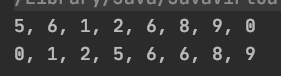 5, 6, 1, 2, 6, 8, 9, 0
0, 1, 2, 5, 6, 6, 8, 9